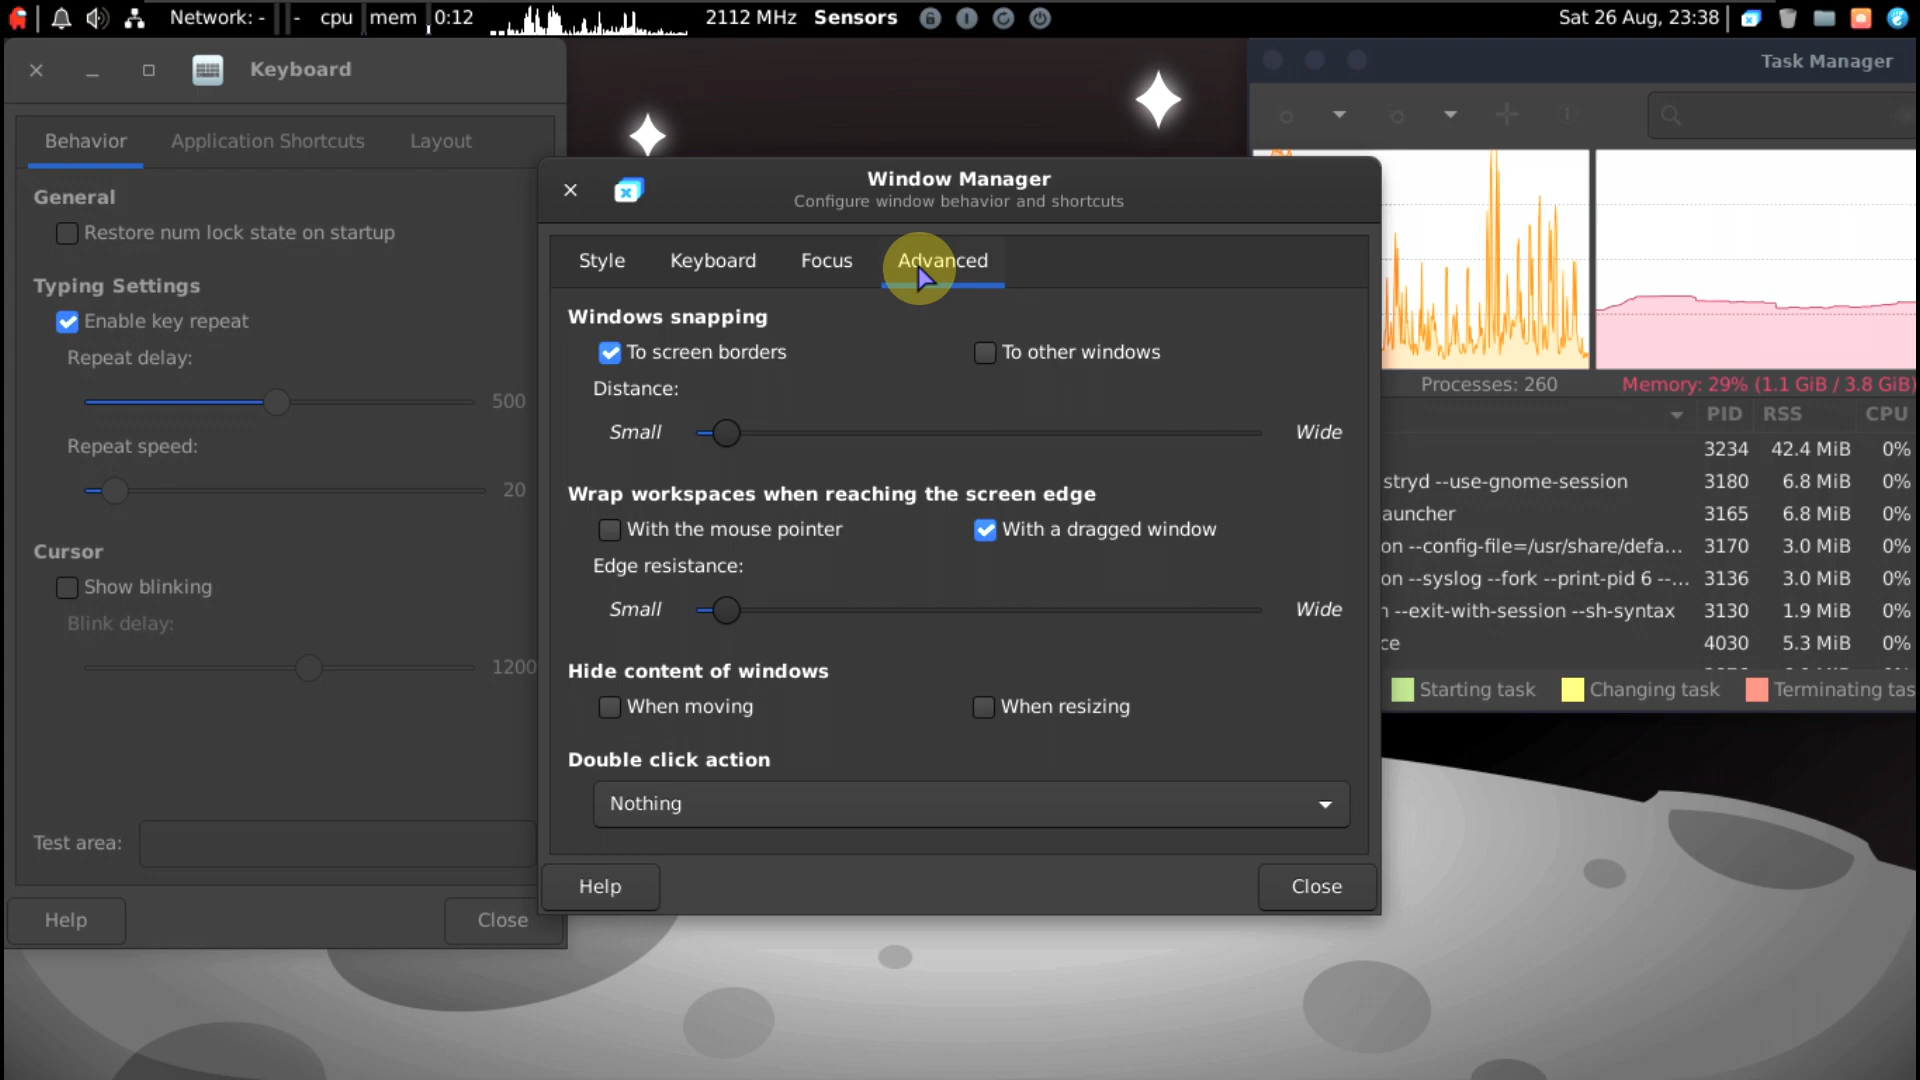 Network: - - cpu mem 0:12 2112 MHz Sensors Sat 26 Aug, 23:38
Keyboard
Behavior Application Shortcuts Layout
General
Restore num lock state on startup
Typing Settings
Enable key repeat
Repeat delay:
500
Repeat speed:
20
Cursor
Show blinking
Blink delay:
1200
Test area:
Help Close
Window Manager
Configure window behavior and shortcuts
Style Keyboard Focus Advanced
Windows snapping
To screen borders To other windows
Distance:
Small Wide
Wrap workspaces when reaching the screen edge
With the mouse pointer With a dragged window
Edge resistance:
Small Wide
Hide content of windows
When moving When resizing
Double click action
Nothing
Help Close
Task Manager
Processes: 260 Memory: 29% (1.1 GiB / 3.8 GiB)
PID RSS CPU
3234 42.4 MiB 0%
stryd --use-gnome-session 3180 6.8 MiB 0%
auncher 3165 6.8 MiB 0%
on --config-file=/usr/share/defa... 3170 3.0 MiB 0%
on --syslog --fork --print-pid 6 --... 3136 3.0 MiB 0%
n --exit-with-session --sh-syntax 3130 1.9 MiB 0%
ce 4030 5.3 MiB 0%
Starting task Changing task Terminating tas